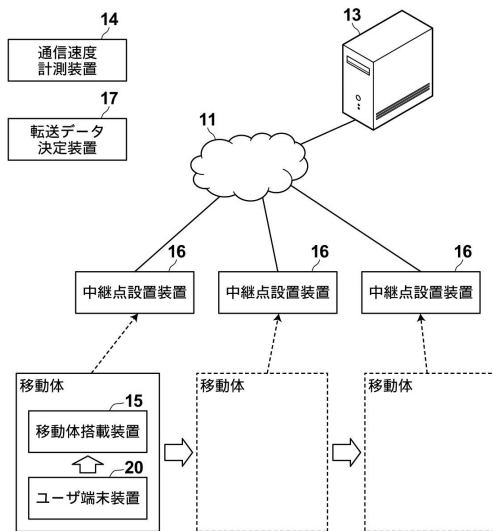 14
通信速度
計測装置
17
転送データ
決定装置
13
11
16
中継点設置装置
16
中継点設置装置
16
中継点設置装置
移動体
15
移動体搭載装置
20
ユーザ端末装置
移動体
移動体